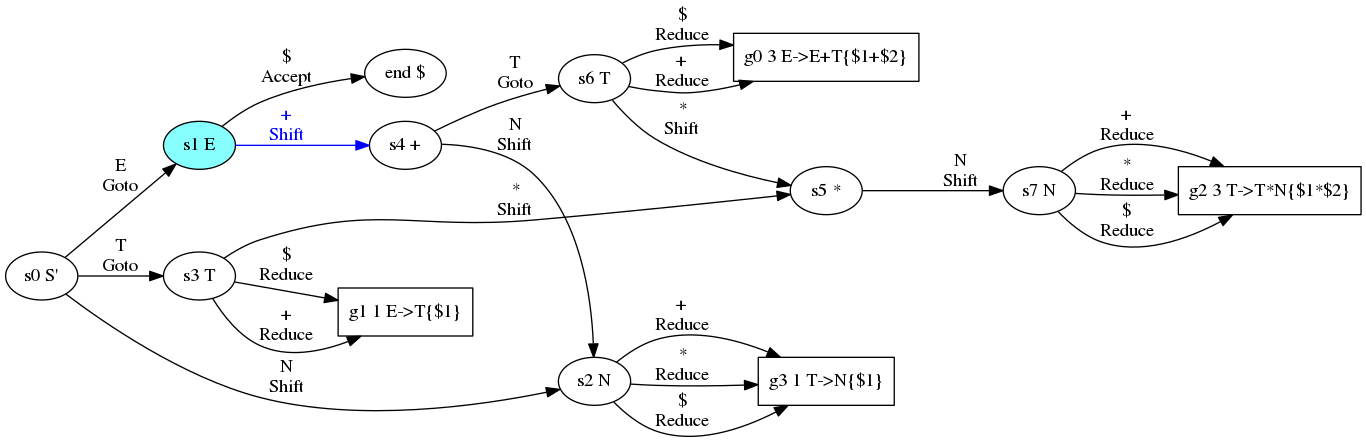 $
Reduce
g0 3 E->E+T{$1+$2}
+
Reduce
$
Accept
end $
T
Goto
s6 T
*
Shift
+
Shift
s1 E
s4 +
N
Shift
E
Goto
+
Reduce
*
Reduce
$
Reduce
N
Shift
s5 *
s7 N
g2 3 T->T*N{$1*$2}
*
Shift
T
Goto
s0 S'
s3 T
$
Reduce
g1 1 E->T{$1}
+
Reduce
N
Shift
+
Reduce
*
Reduce
$
Reduce
s2 N
g3 1 T->N{$1}